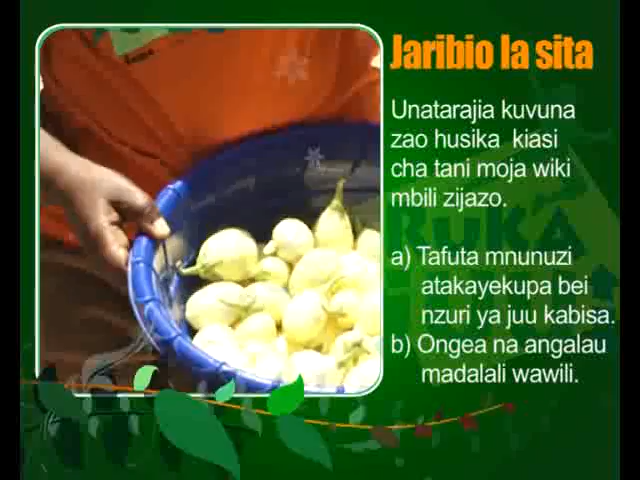 Jaribio la sita
Unatarajia kuvuna
zao husika kiasi
cha tani moja wiki
mbili zijazo.
a) Tafuta mnunuzi
atakayekupa bei
nzuri ya juu kabisa.
b) Ongea na angalau
madalali wawili.
RUKA